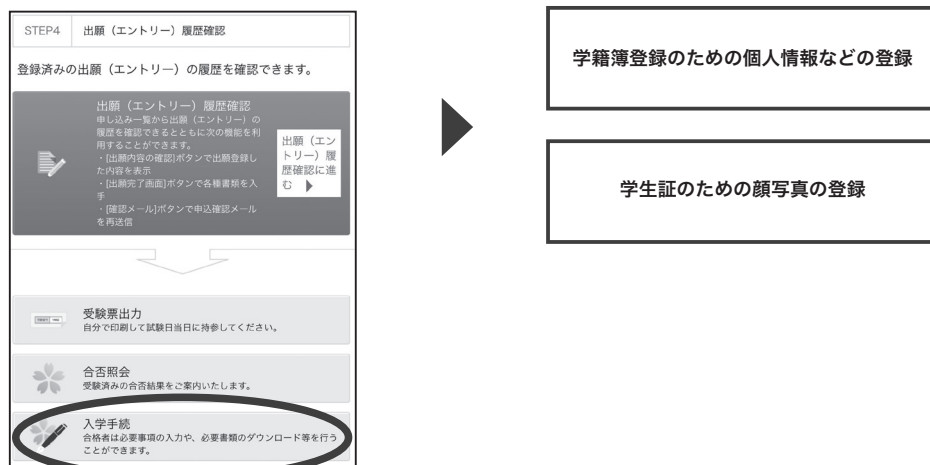 STEP4 出願（エントリー）履歴確認
登録済みの出願（エントリー）の履歴を確認できます。
出願（エントリー）履歴確認
申し込み一覧から出願（エントリー）の
履歴を確認できるとともに次の機能を利
用することができます。
・[出願内容の確認]ボタンで出願登録し
た内容を表示
・[出願完了画面]ボタンで各種書類を入
手
・[確認メール]ボタンで申込確認メール
を再送信
出願（エン
トリー）履
歴確認に進
む ▶
受験票出力
自分で印刷して試験日当日に持参してください。
合否照会
受験済みの合否結果をご案内いたします。
入学手続
合格者は必要事項の入力や、必要書類のダウンロード等を行う
ことができます。
学籍簿登録のための個人情報などの登録
学生証のための顔写真の登録